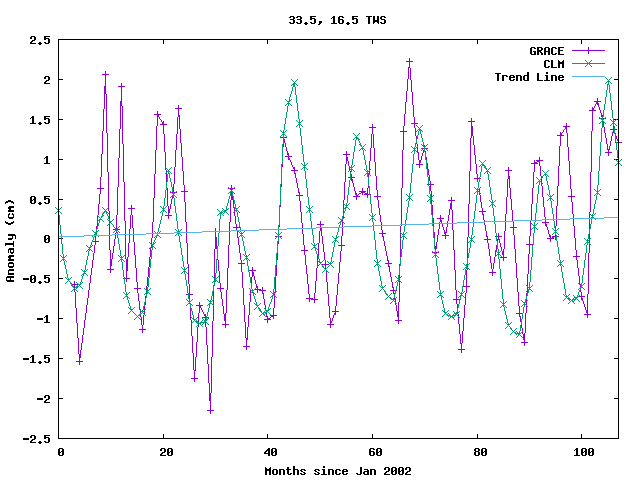 33.5, 16.5 TWS
GRACE
CLM
Trend Line
2.5
2
1.5
1
0.5
0
-0.5
-1
-1.5
-2
-2.5
Anomaly (cm)
0 20 40 60 80 100
Months since Jan 2002